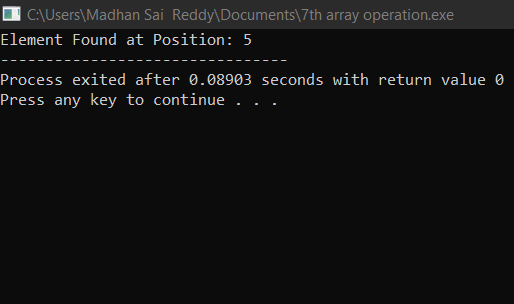 C:\Users\Madhan Sai  Reddy\Documents\7th array operation.exe
Element Found at Position: 5
--------------------------------
Process exited after 0.08903 seconds with return value 0
Press any key to continue . . .